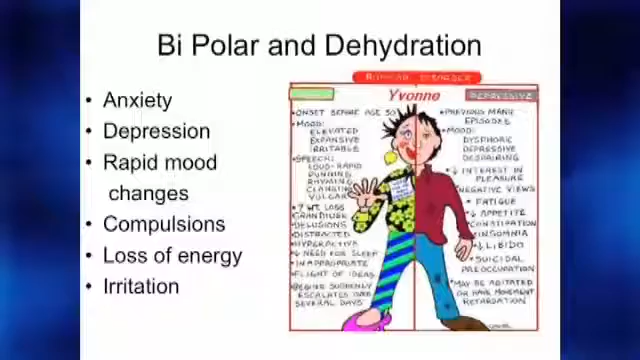 Bi Polar and Dehydration
• Anxiety
• Depression
• Rapid mood
changes
• Compulsions
• Loss of energy
• Irritation
BIPOLAR DISORDER
Yvonne
• ONSET BEFORE AGE 30
• MOOD:
ELEVATED
EXPANSIVE
IRRITABLE
• SPEECH:
LOUD-RAPID
PUNNING
RHYMING
CLANGING
VULGAR
• ? WT. LOSS
• GRANDIOSE
DELUSIONS
• DISTRACTED
• HYPERACTIVE
• ↓ NEED FOR SLEEP
• INAPPROPRIATE
• FLIGHT OF IDEAS
• BEGINS SUDDENLY
ESCALATES OVER
SEVERAL DAYS
DEPRESSIVE
• PREVIOUS MANIC
EPISODES
• MOOD:
DYSPHORIC
DEPRESSIVE
DESPAIRING
• ↓ INTEREST IN
PLEASURE
• NEGATIVE VIEWS
• FATIGUE
• ↓ APPETITE
• CONSTIPATION
• INSOMNIA
• ↓ LIBIDO
• SUICIDAL
PREOCCUPATION
• MAY BE AGITATED
OR HAVE MOVEMENT
RETARDATION